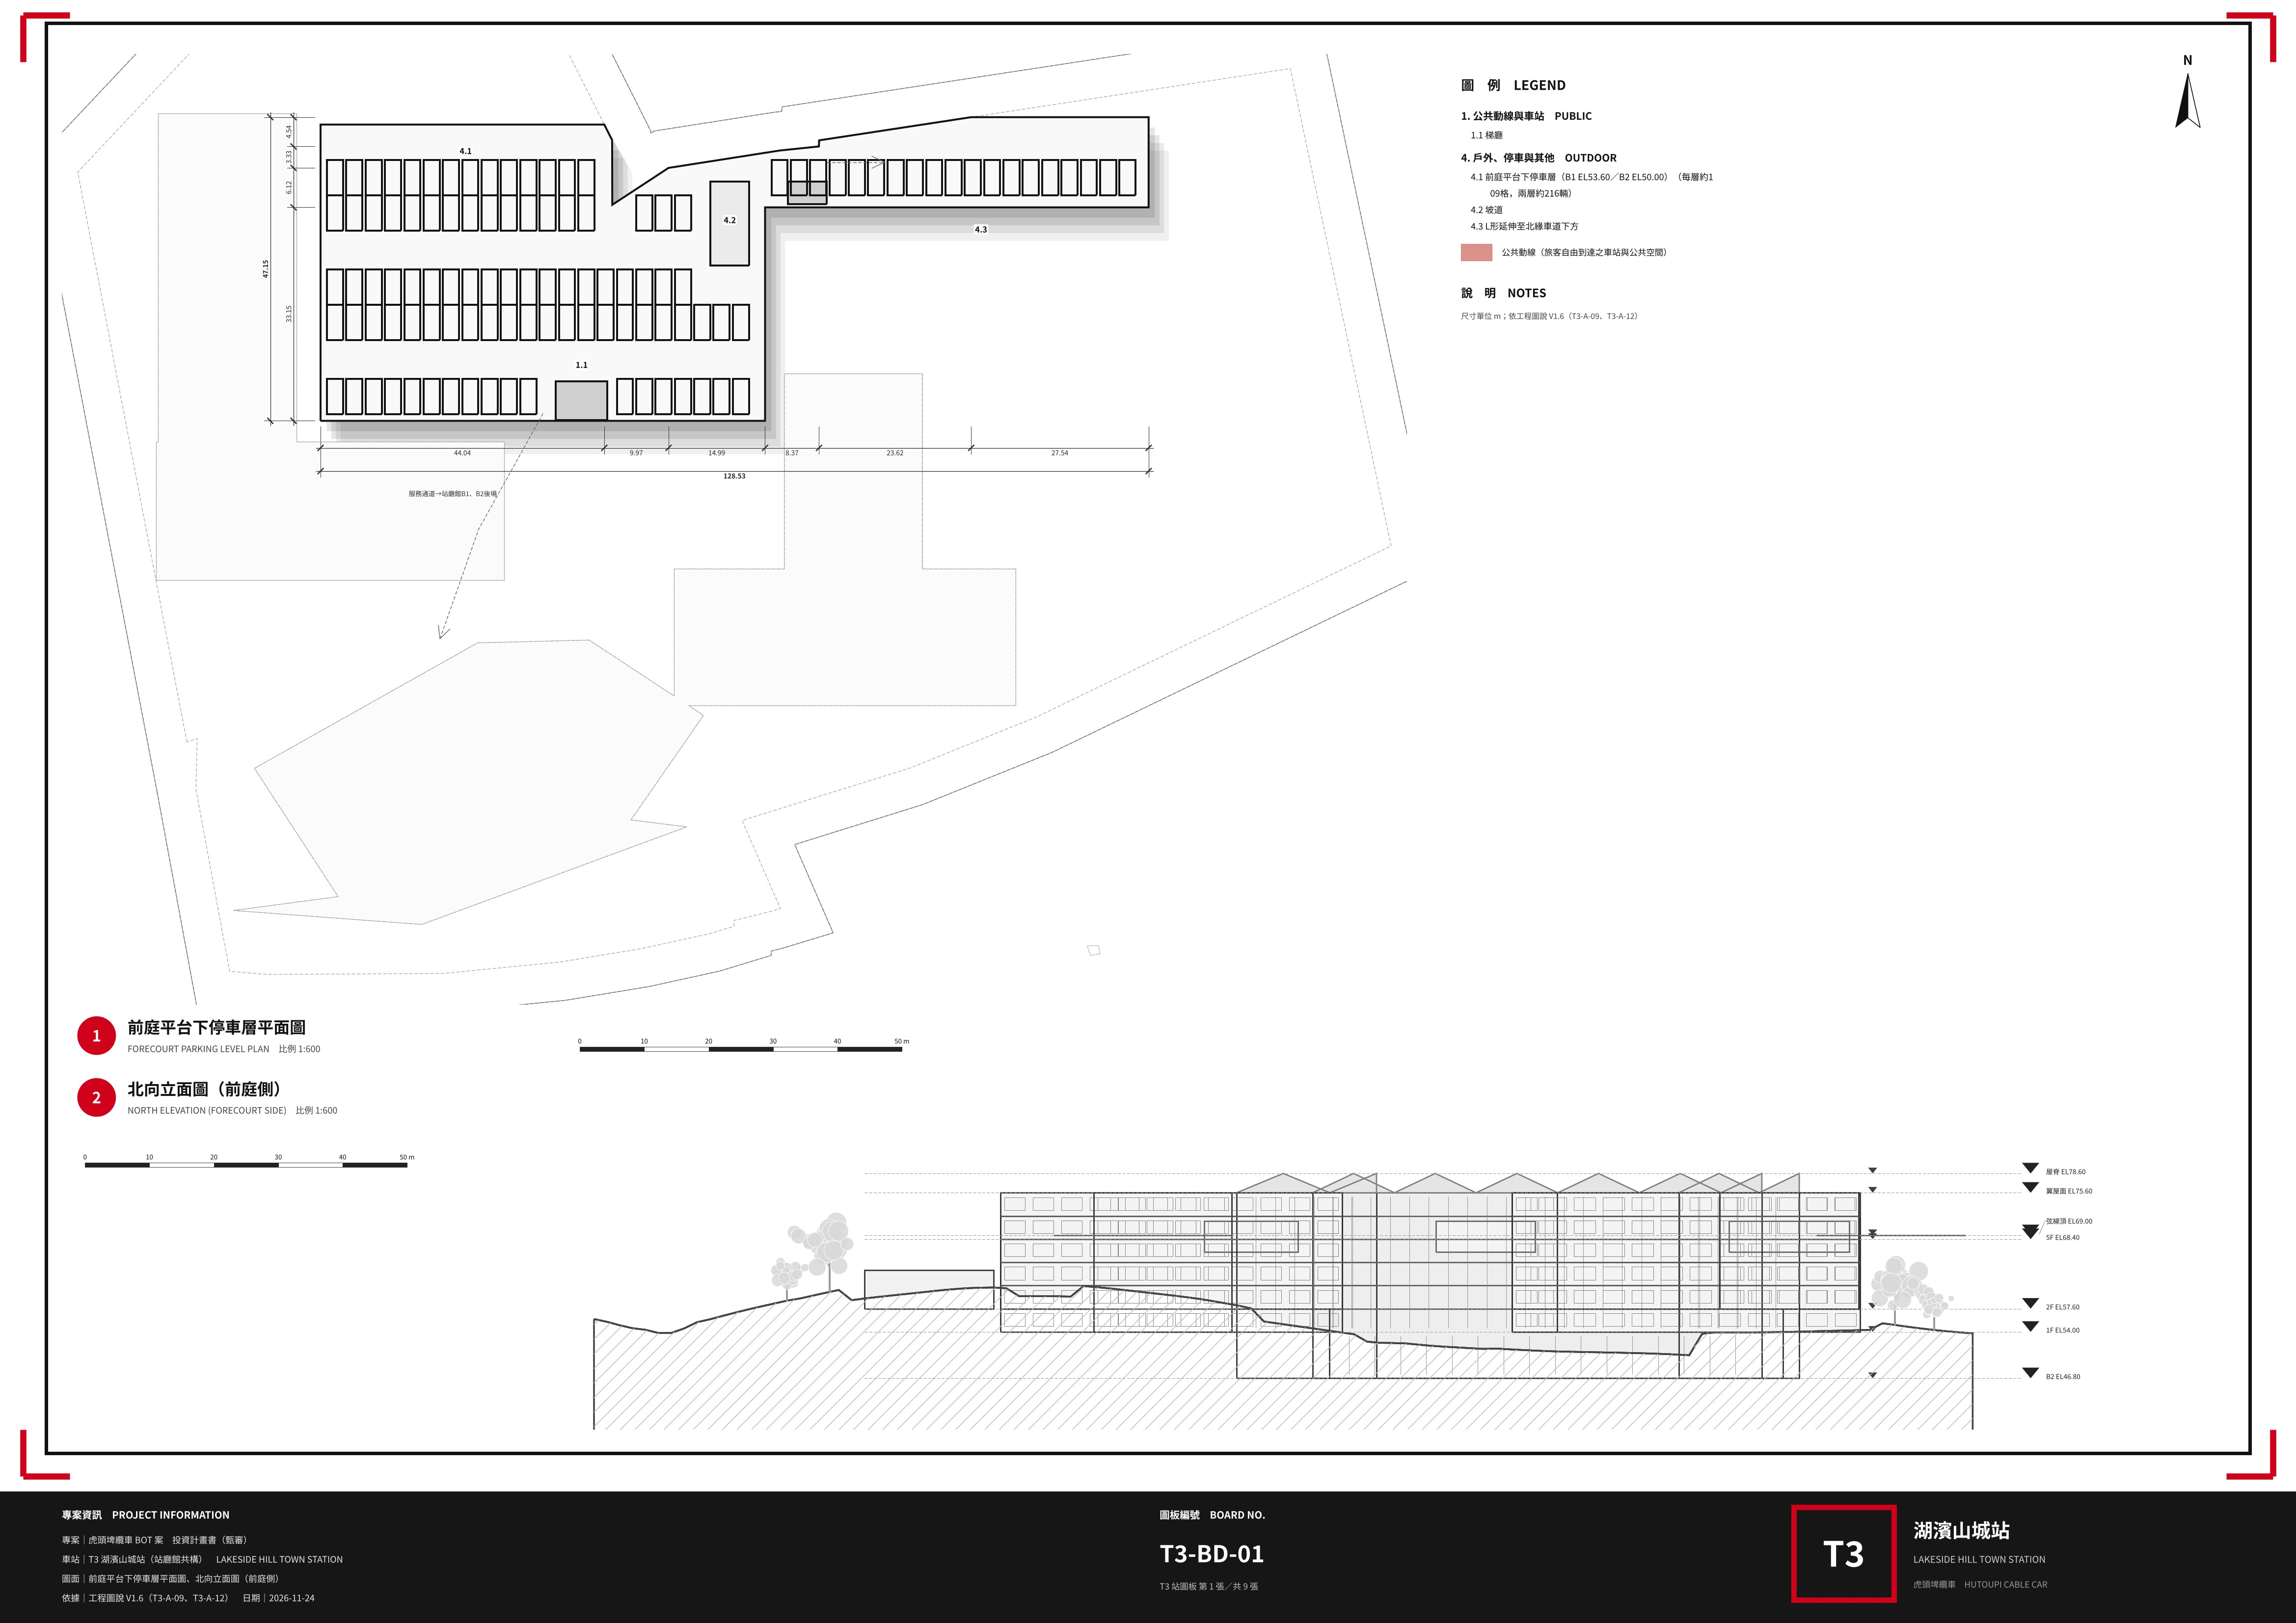 N
圖 例 LEGEND
1. 公共動線與車站 PUBLIC
1.1 梯廳
4. 戶外、停車與其他 OUTDOOR
4.1 前庭平台下停車層（B1 EL53.60／B2 EL50.00）（每層約1
09格，兩層約216輛）
4.2 坡道
4.3 L形延伸至北緣車道下方
公共動線（旅客自由到達之車站與公共空間）
說 明 NOTES
尺寸單位 m；依工程圖說 V1.6（T3-A-09、T3-A-12）
4.1
4.2
4.3
1.1
4.54
3.33
6.12
47.15
33.15
44.04
9.97
14.99
8.37
23.62
27.54
128.53
服務通道→站廳館B1、B2後場
1
前庭平台下停車層平面圖
FORECOURT PARKING LEVEL PLAN 比例 1:600
0 10 20 30 40 50 m
2
北向立面圖（前庭側）
NORTH ELEVATION (FORECOURT SIDE) 比例 1:600
0 10 20 30 40 50 m
屋脊 EL78.60
翼屋面 EL75.60
弦線頂 EL69.00
5F EL68.40
2F EL57.60
1F EL54.00
B2 EL46.80
專案資訊 PROJECT INFORMATION
專案｜虎頭埤纜車 BOT 案 投資計畫書（甄審）
車站｜T3 湖濱山城站（站廳館共構） LAKESIDE HILL TOWN STATION
圖面｜前庭平台下停車層平面圖、北向立面圖（前庭側）
依據｜工程圖說 V1.6（T3-A-09、T3-A-12） 日期｜2026-11-24
圖板編號 BOARD NO.
T3-BD-01
T3 站圖板 第 1 張／共 9 張
T3
湖濱山城站
LAKESIDE HILL TOWN STATION
虎頭埤纜車 HUTOUPI CABLE CAR